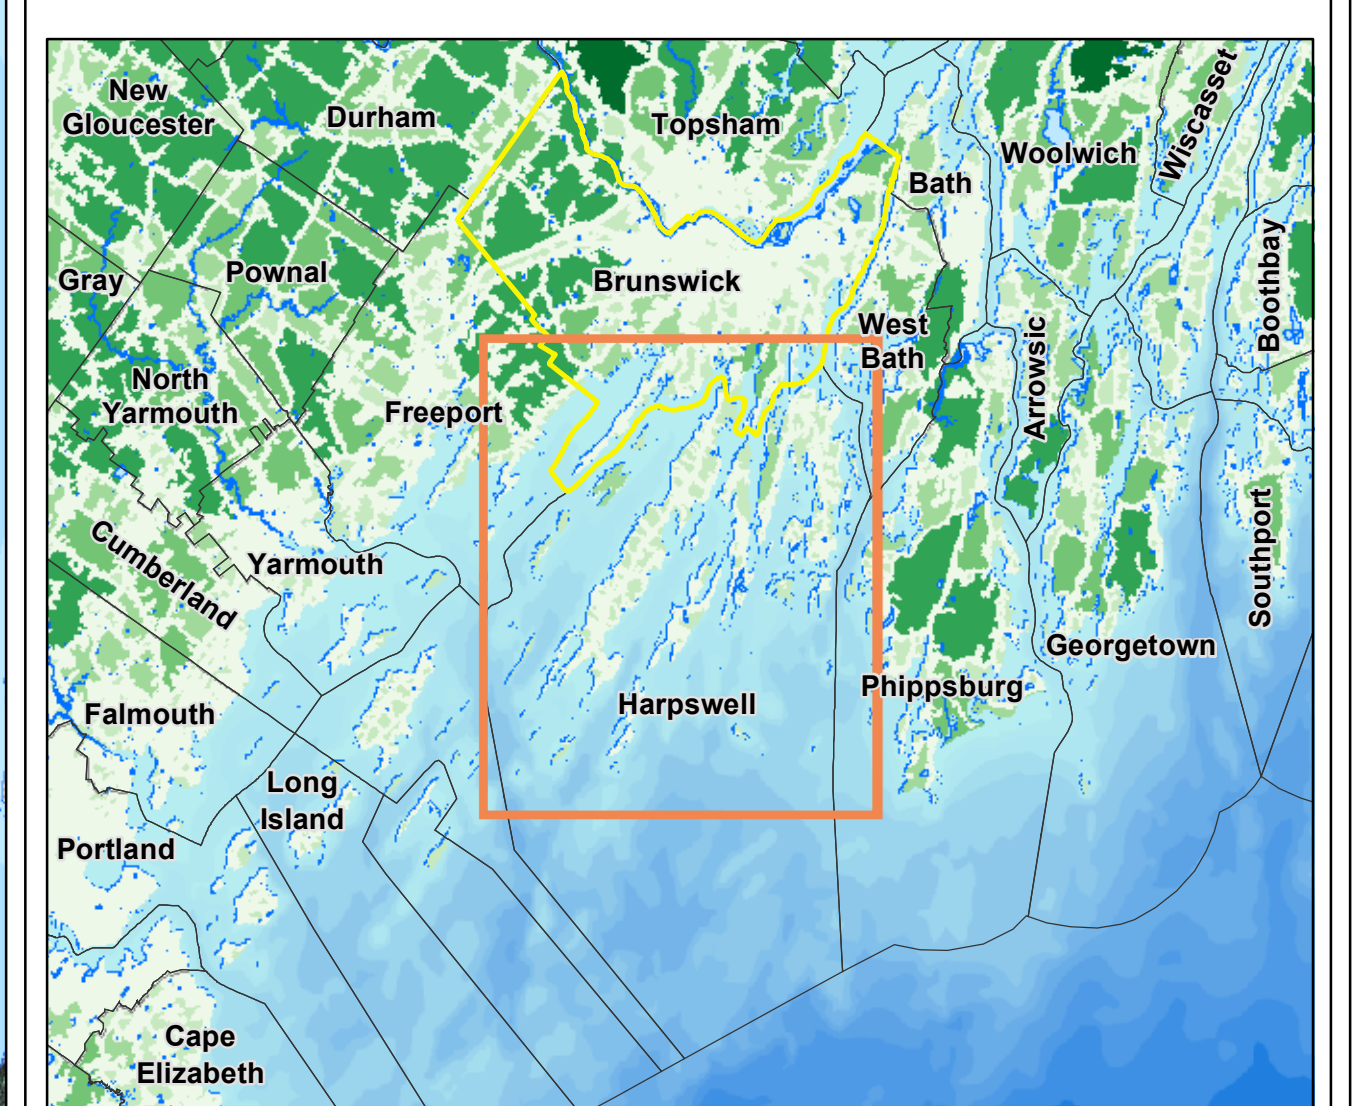 New
Gloucester
Durham
Topsham
Woolwich
Wiscasset
Bath
Gray
Pownal
Brunswick
Boothbay
West
Bath
Arrowsic
North
Yarmouth
Freeport
Cumberland
Yarmouth
Southport
Georgetown
Phippsburg
Harpswell
Falmouth
Long
Island
Portland
Cape
Elizabeth